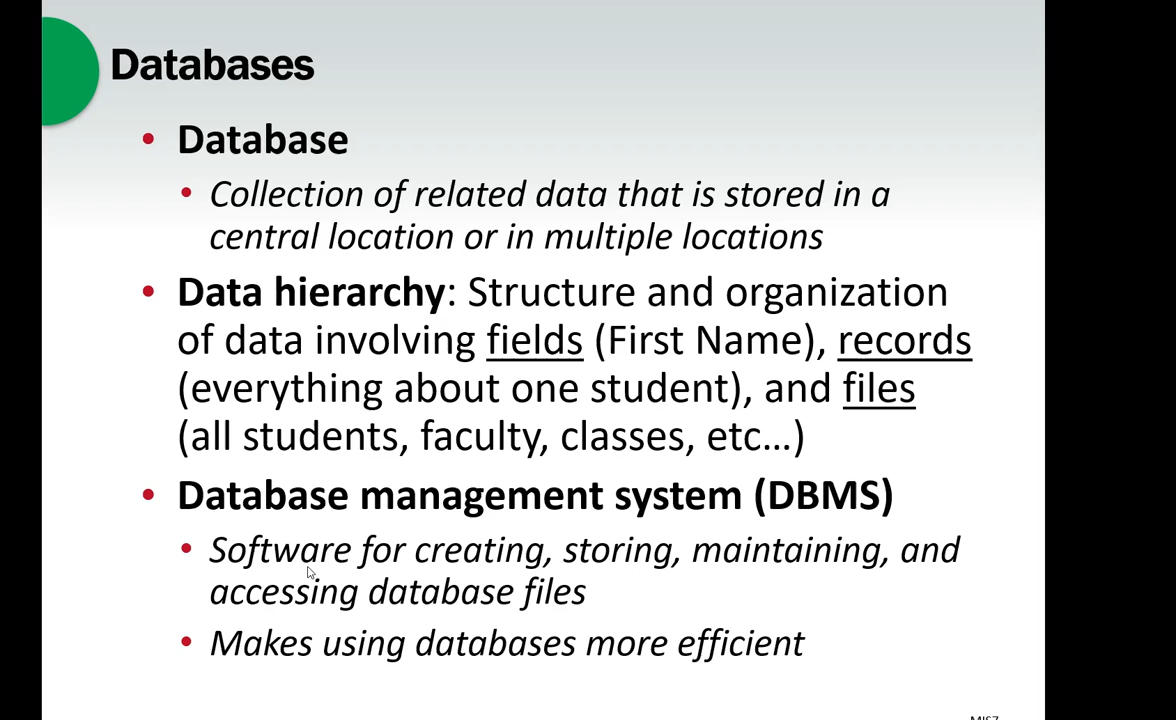 Databases
• Database
• Collection of related data that is stored in a
central location or in multiple locations
• Data hierarchy: Structure and organization
of data involving fields (First Name), records
(everything about one student), and files
(all students, faculty, classes, etc…)
• Database management system (DBMS)
• Software for creating, storing, maintaining, and
accessing database files
• Makes using databases more efficient